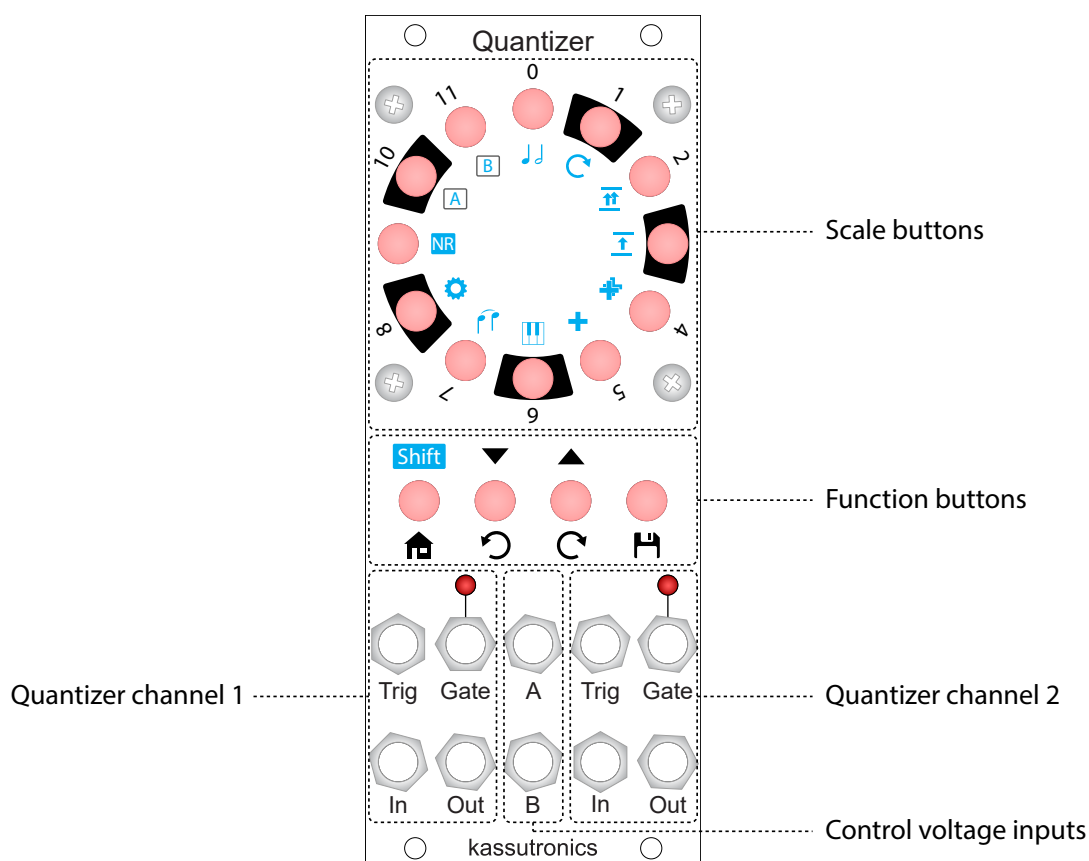 Quantizer
0
11
1
10
2
B
A
NR
Scale buttons
8
4
7
5
6
Shift
Function buttons
Quantizer channel 1
Trig Gate A Trig Gate
Quantizer channel 2
In Out B In Out
Control voltage inputs
kassutronics